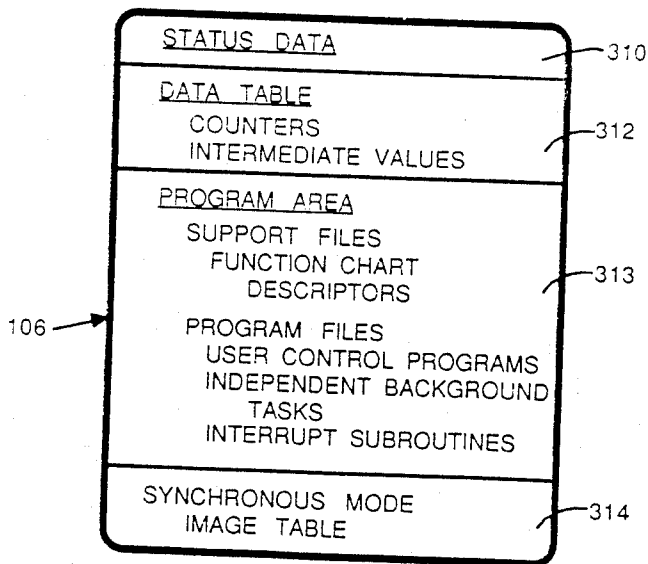 STATUS DATA
310
DATA TABLE
COUNTERS
312
INTERMEDIATE VALUES
PROGRAM AREA
SUPPORT FILES
FUNCTION CHART
313
DESCRIPTORS
106
PROGRAM FILES
USER CONTROL PROGRAMS
INDEPENDENT BACKGROUND
TASKS
INTERRUPT SUBROUTINES
SYNCHRONOUS MODE
314
IMAGE TABLE